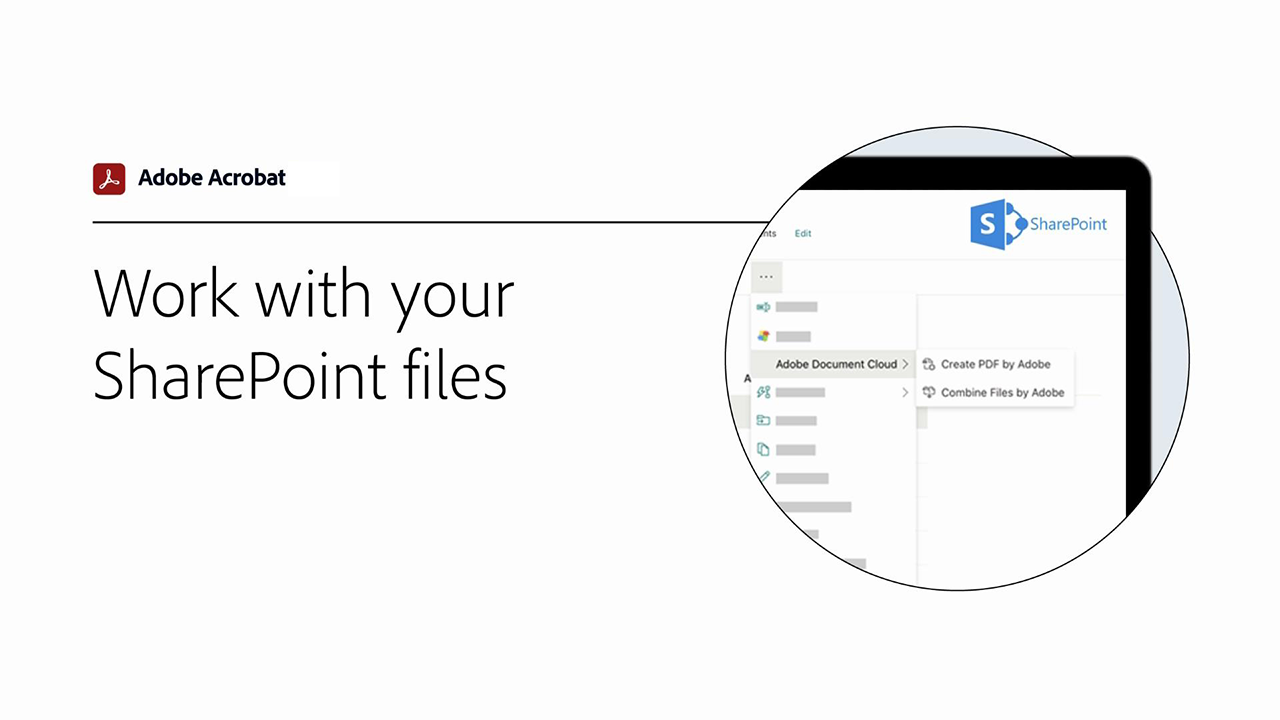 Adobe Acrobat
Work with your
SharePoint files
S SharePoint
nts Edit
...
Adobe Document Cloud
Create PDF by Adobe
A
Combine Files by Adobe